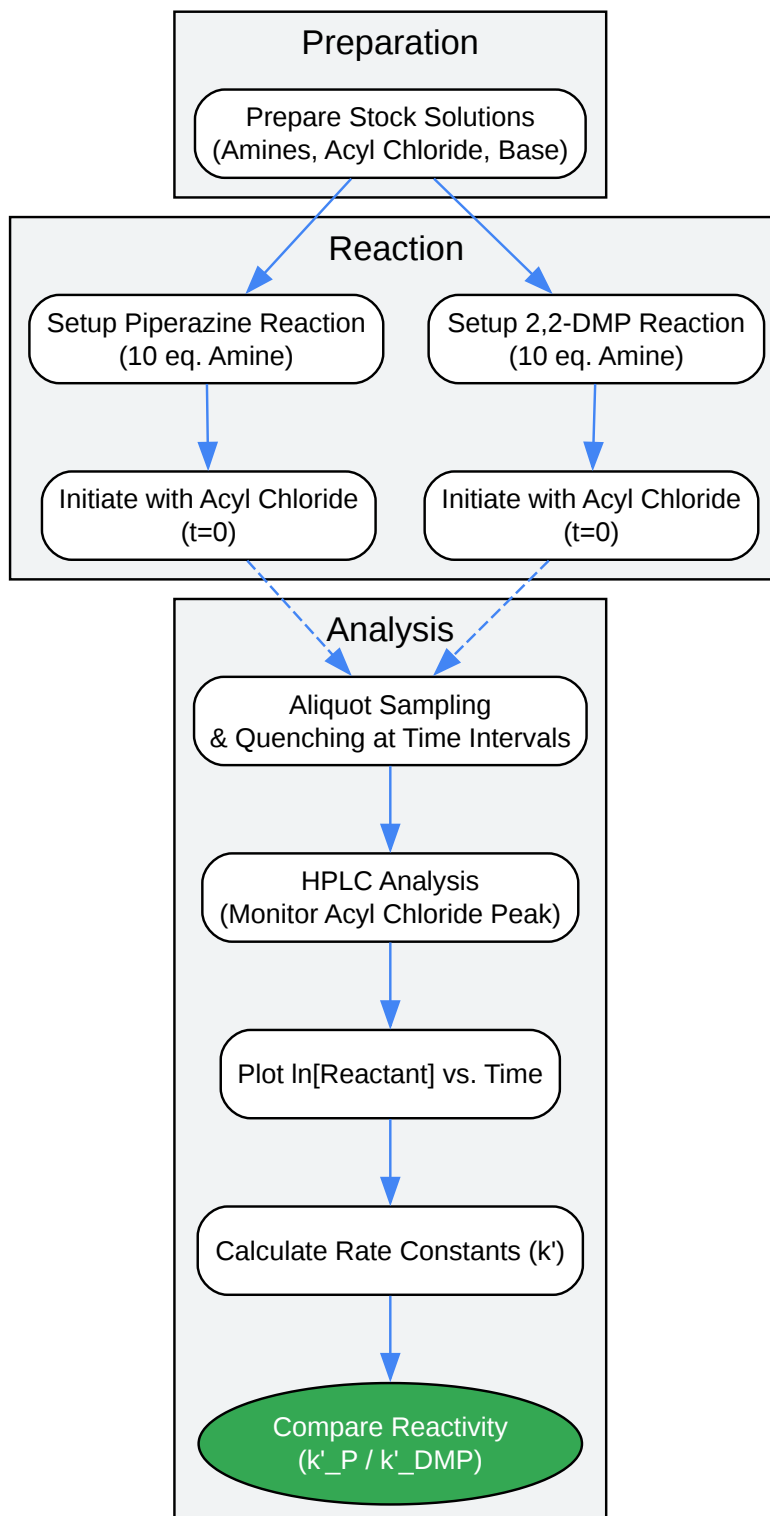 Preparation
Prepare Stock Solutions
(Amines, Acyl Chloride, Base)
Reaction
Setup Piperazine Reaction
(10 eq. Amine)
Setup 2,2-DMP Reaction
(10 eq. Amine)
Initiate with Acyl Chloride
(t=0)
Initiate with Acyl Chloride
(t=0)
Analysis
Aliquot Sampling
& Quenching at Time Intervals
HPLC Analysis
(Monitor Acyl Chloride Peak)
Plot ln[Reactant] vs. Time
Calculate Rate Constants (k')
Compare Reactivity
(k'_P / k'_DMP)